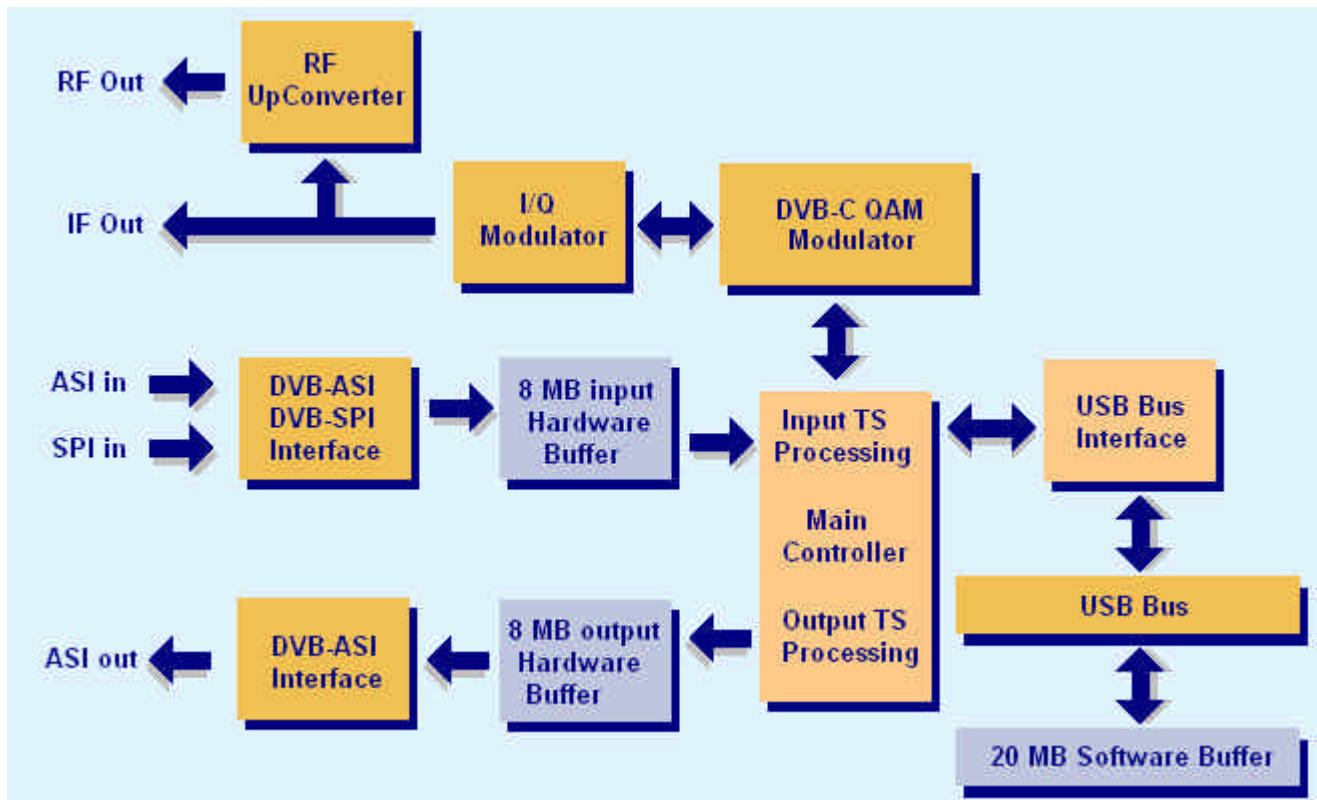 RF Out
RF
UpConverter
IF Out
I/Q
Modulator
DVB-C QAM
Modulator
ASI in
SPI in
DVB-ASI
DVB-SPI
Interface
8 MB input
Hardware
Buffer
Input TS
Processing
Main
Controller
Output TS
Processing
USB Bus
Interface
USB Bus
20 MB Software Buffer
8 MB output
Hardware
Buffer
DVB-ASI
Interface
ASI out